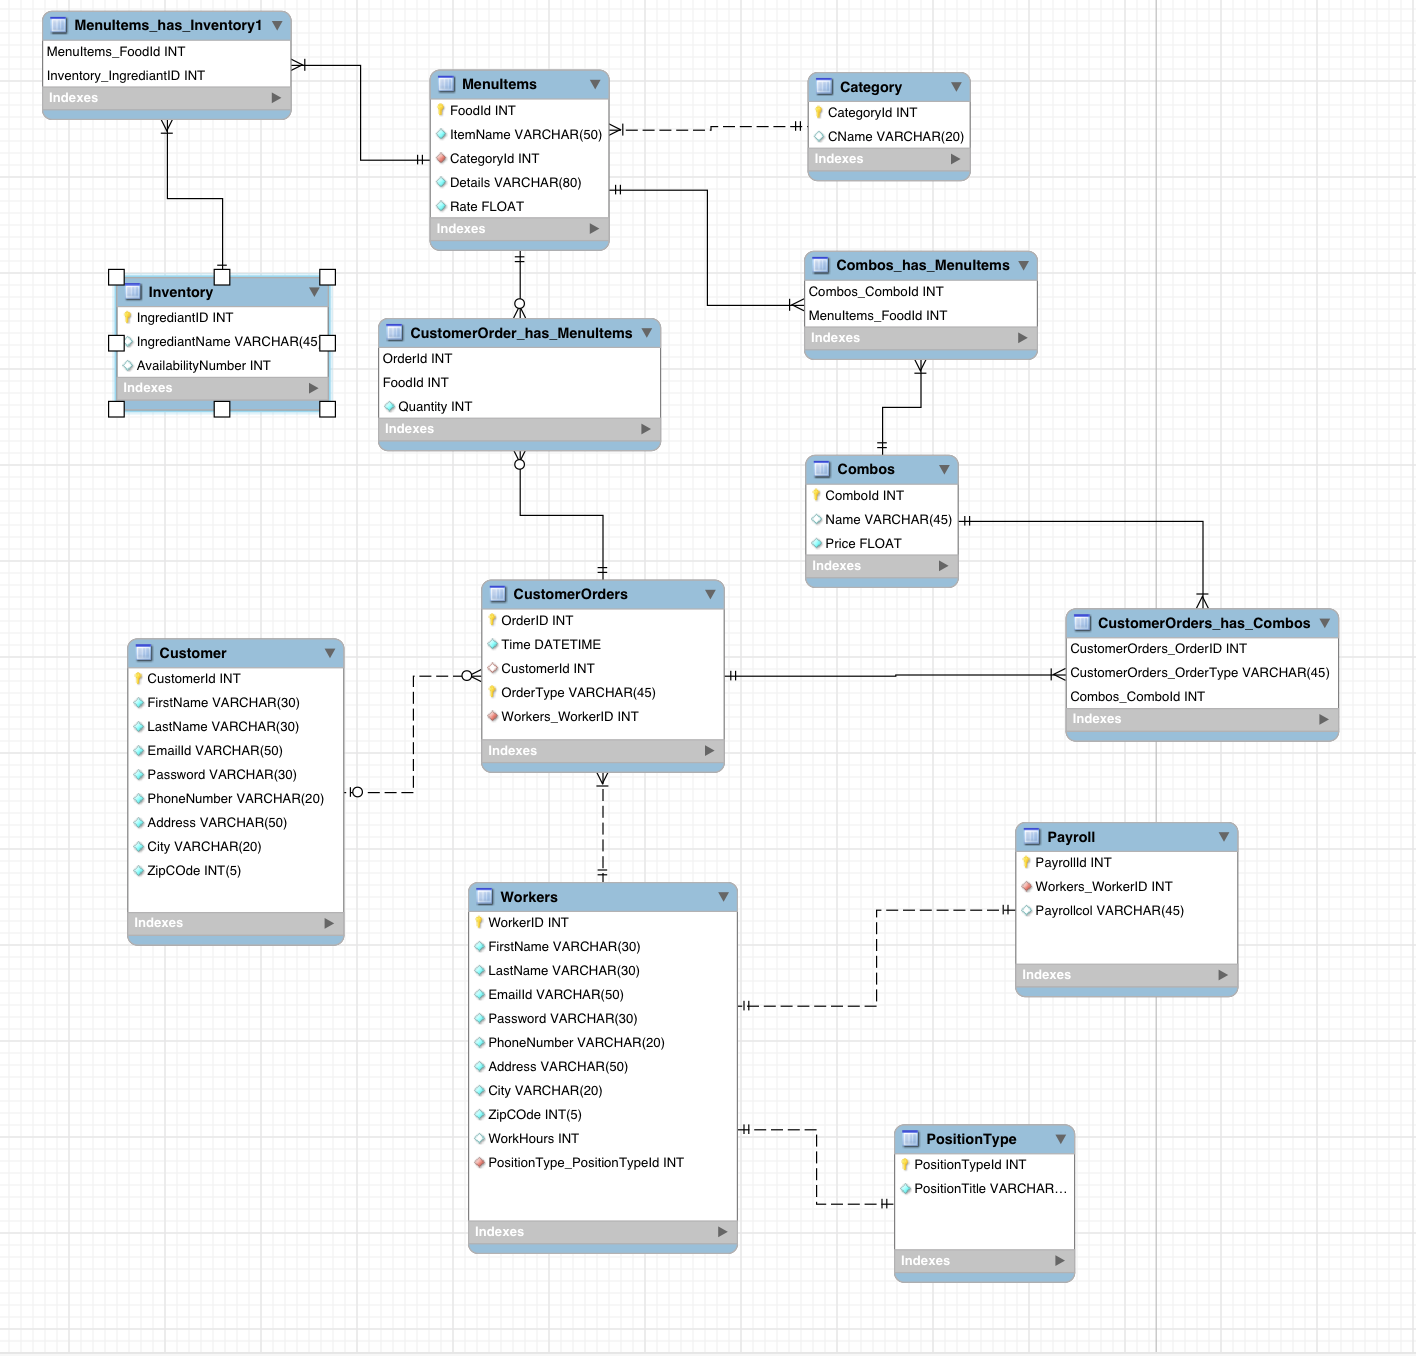 MenuItems_has_Inventory1
MenuItems_FoodId INT
Inventory_IngrediantID INT
Indexes
MenuItems
FoodId INT
ItemName VARCHAR(50)
CategoryId INT
Details VARCHAR(80)
Rate FLOAT
Indexes
Category
CategoryId INT
CName VARCHAR(20)
Indexes
Inventory
IngrediantID INT
IngrediantName VARCHAR(45
AvailabilityNumber INT
Indexes
CustomerOrder_has_MenuItems
OrderId INT
FoodId INT
Quantity INT
Indexes
Combos_has_MenuItems
Combos_ComboId INT
MenuItems_FoodId INT
Indexes
Combos
ComboId INT
Name VARCHAR(45)
Price FLOAT
Indexes
CustomerOrders
OrderID INT
Time DATETIME
CustomerId INT
OrderType VARCHAR(45)
Workers_WorkerID INT
Indexes
CustomerOrders_has_Combos
CustomerOrders_OrderID INT
CustomerOrders_OrderType VARCHAR(45)
Combos_ComboId INT
Indexes
Customer
CustomerId INT
FirstName VARCHAR(30)
LastName VARCHAR(30)
EmailId VARCHAR(50)
Password VARCHAR(30)
PhoneNumber VARCHAR(20)
Address VARCHAR(50)
City VARCHAR(20)
ZipCOde INT(5)
Indexes
Payroll
PayrollId INT
Workers_WorkerID INT
Payrollcol VARCHAR(45)
Indexes
Workers
WorkerID INT
FirstName VARCHAR(30)
LastName VARCHAR(30)
EmailId VARCHAR(50)
Password VARCHAR(30)
PhoneNumber VARCHAR(20)
Address VARCHAR(50)
City VARCHAR(20)
ZipCOde INT(5)
WorkHours INT
PositionType_PositionTypeId INT
Indexes
PositionType
PositionTypeId INT
PositionTitle VARCHAR...
Indexes